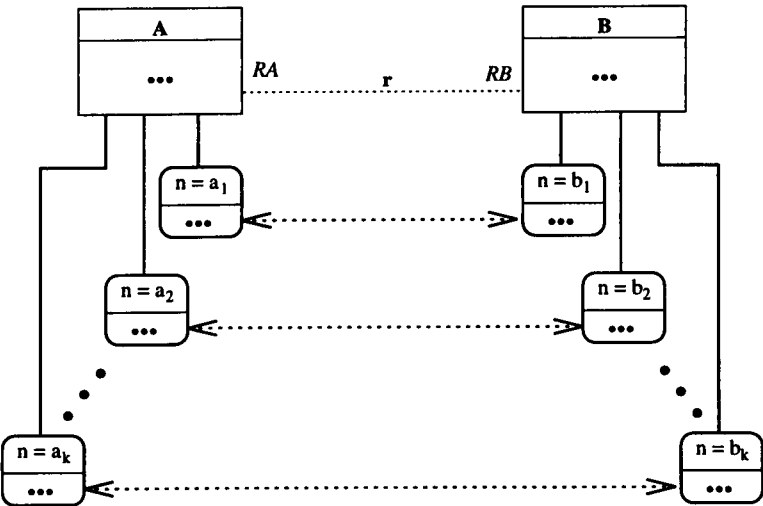 A B
••• •••
RA r RB
n = a₁ n = b₁
••• •••
n = a₂ n = b₂
••• •••
n = aₖ n = bₖ
••• •••